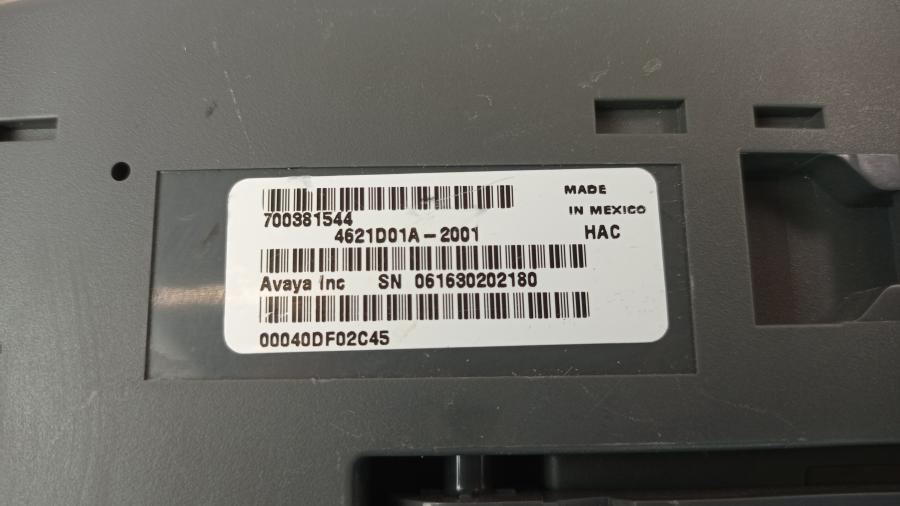 700381544
MADE
IN MEXICO
4621D01A-2001
HAC
Avaya Inc SN 061630202180
00040DF02C45